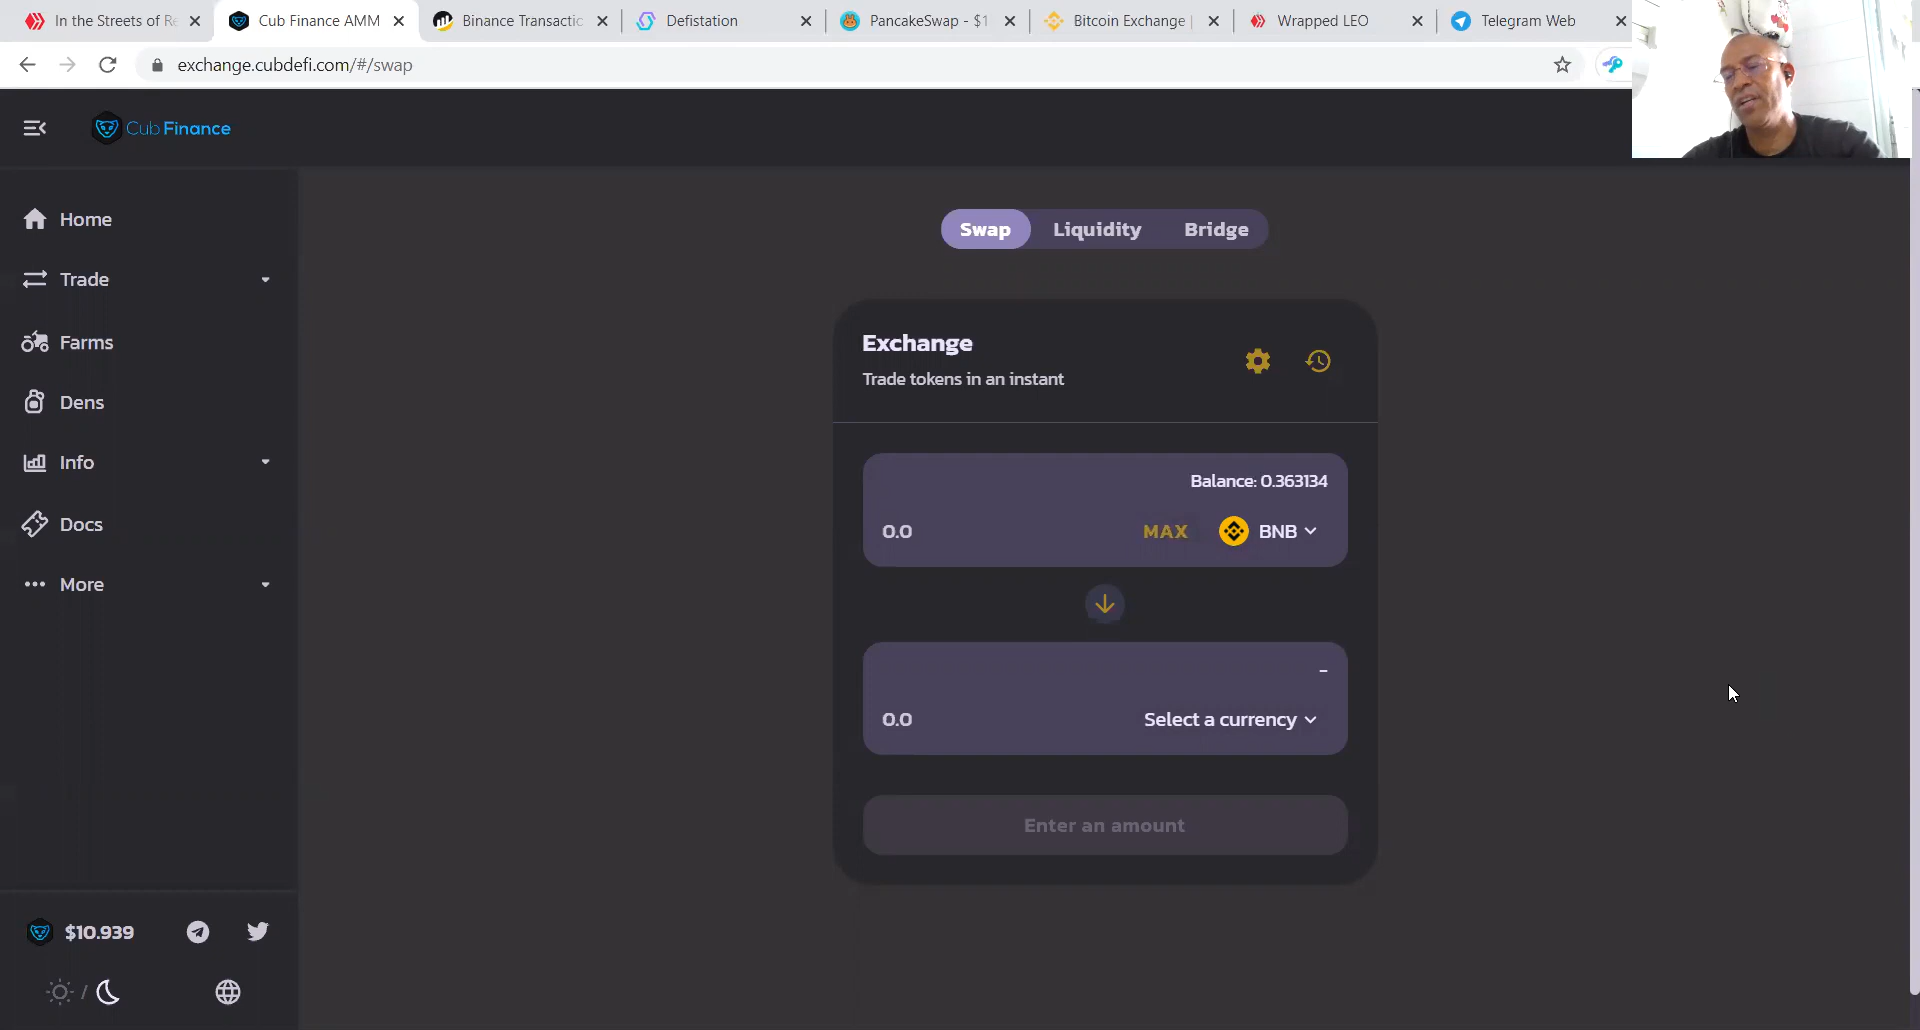 In the Streets of Re
Cub Finance AMM
Binance Transactic
Defistation
PancakeSwap - $1
Bitcoin Exchange |
Wrapped LEO
Telegram Web
exchange.cubdefi.com/#/swap
Cub Finance
Home
Trade
Farms
Dens
Info
Docs
More
$10.939
/
Swap
Liquidity
Bridge
Exchange
Trade tokens in an instant
Balance: 0.363134
0.0
MAX
BNB
-
0.0
Select a currency
Enter an amount